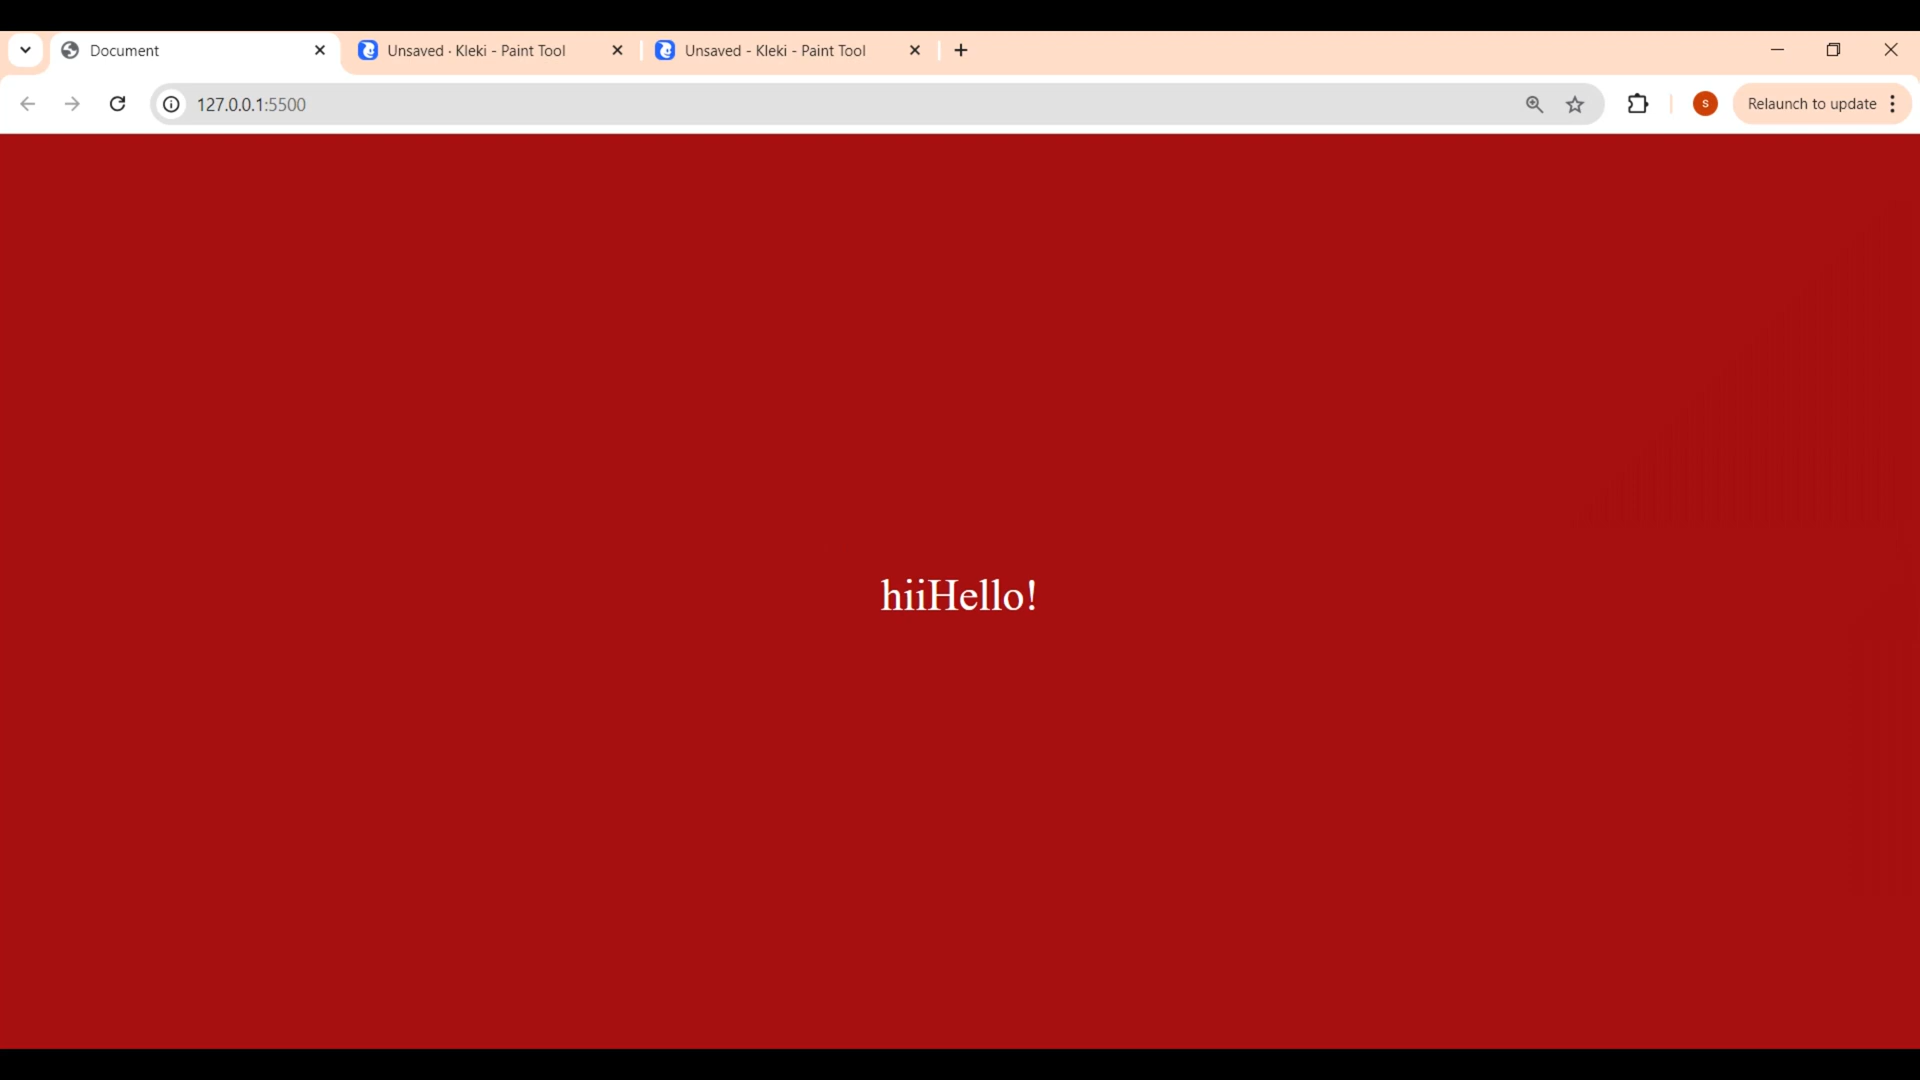 Document
Unsaved · Kleki - Paint Tool
Unsaved - Kleki - Paint Tool
127.0.0.1:5500
S
Relaunch to update
hiiHello!